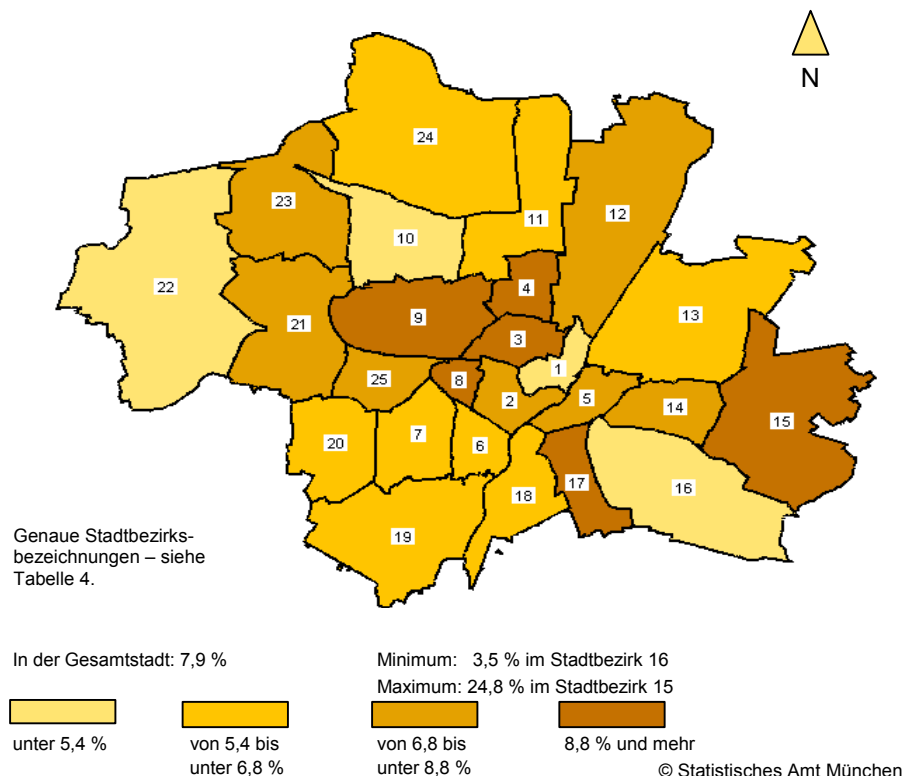 N
24
23
12
11
10
22
4
13
9
21
3
1
8
25
2
5
14
15
7
20
6
16
17
18
19
Genaue Stadtbezirks-
bezeichnungen – siehe
Tabelle 4.
In der Gesamtstadt: 7,9 %
Minimum: 3,5 % im Stadtbezirk 16
Maximum: 24,8 % im Stadtbezirk 15
unter 5,4 %
von 5,4 bis
unter 6,8 %
von 6,8 bis
unter 8,8 %
8,8 % und mehr
© Statistisches Amt München